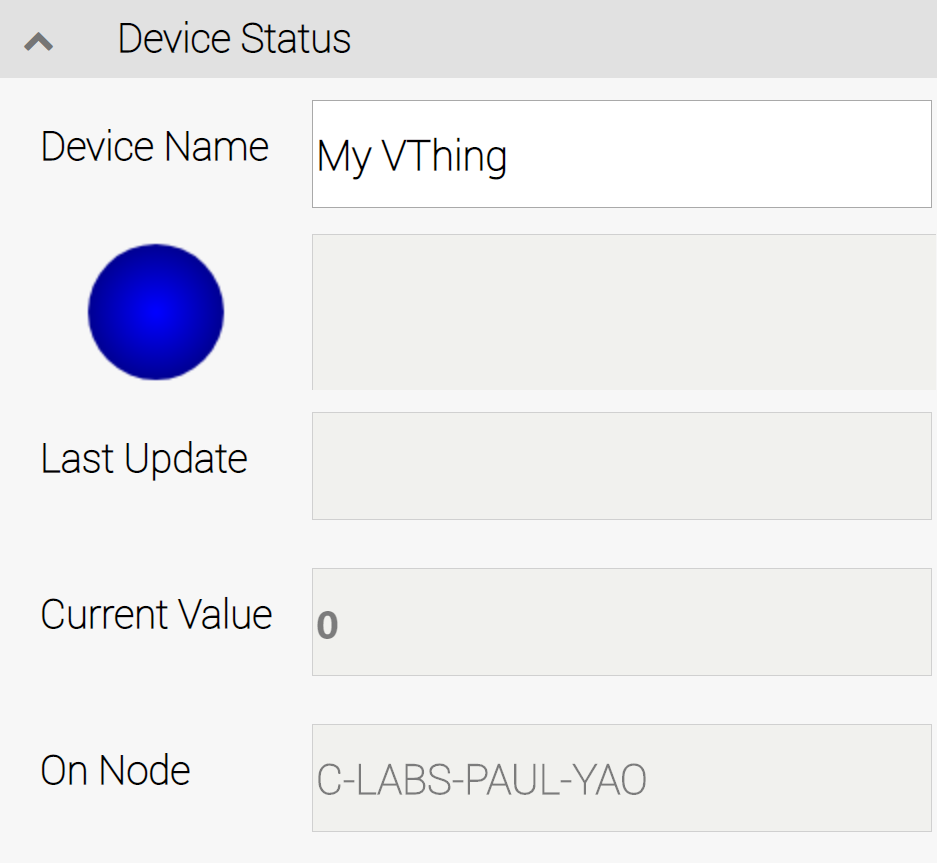 Device Status
Device Name
My VThing
Last Update
Current Value
0
On Node
C-LABS-PAUL-YAO